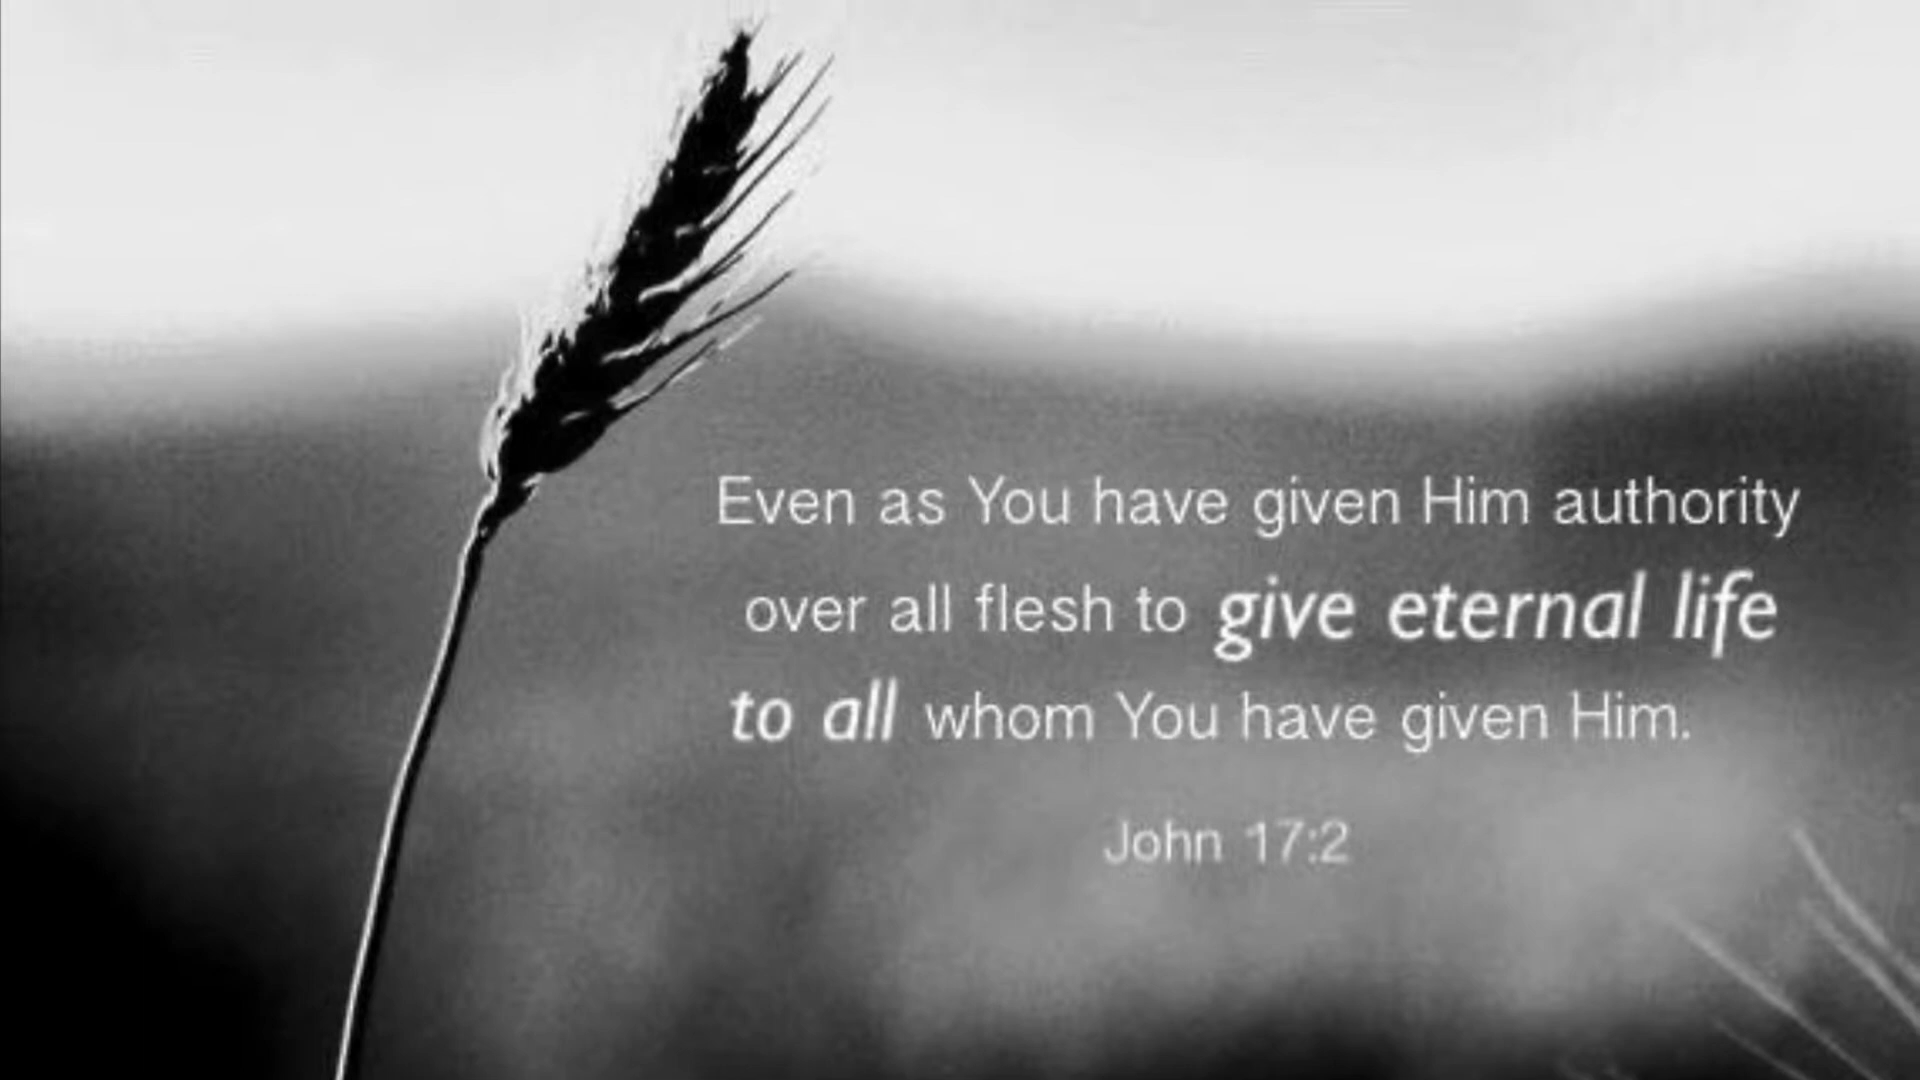 Even as You have given Him authority
over all flesh to give eternal life
to all whom You have given Him.
John 17:2